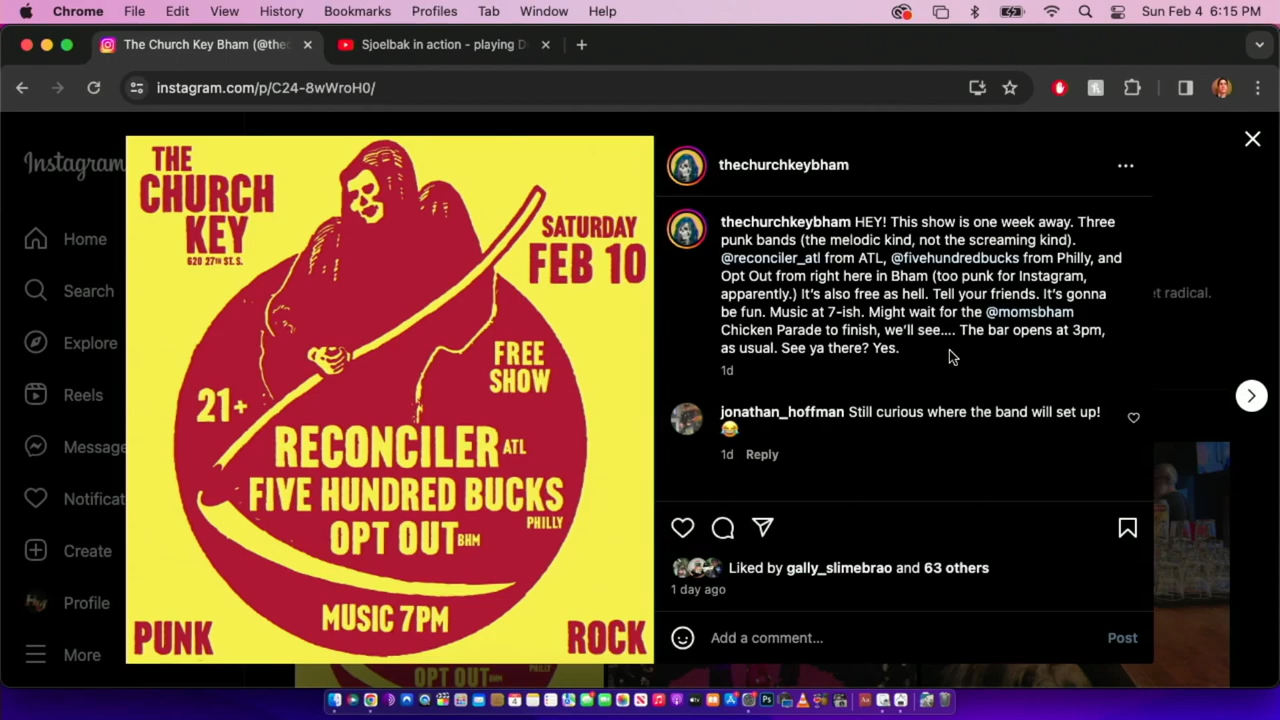 Chrome File Edit View History Bookmarks Profiles Tab Window Help Sun Feb 4 6:15 PM
The Church Key Bham (@thec
Sjoelbak in action - playing D
instagram.com/p/C24-8wWroH0/
Instagram
Home
Search
Explore
Reels
Message
Notificat
Create
Profile
More
THE
CHURCH
KEY
620 27TH ST. S.
SATURDAY
FEB 10
FREE
SHOW
21+
RECONCILER ATL
FIVE HUNDRED BUCKS
PHILLY
OPT OUT BHM
MUSIC 7PM
PUNK
ROCK
thechurchkeybham
thechurchkeybham HEY! This show is one week away. Three
punk bands (the melodic kind, not the screaming kind).
@reconciler_atl from ATL, @fivehundredbucks from Philly, and
Opt Out from right here in Bham (too punk for Instagram,
apparently.) It's also free as hell. Tell your friends. It's gonna
be fun. Music at 7-ish. Might wait for the @momsbham
Chicken Parade to finish, we'll see.... The bar opens at 3pm,
as usual. See ya there? Yes.
1d
jonathan_hoffman Still curious where the band will set up!
😂
1d Reply
Liked by gally_slimebrao and 63 others
1 day ago
Add a comment...
Post
et radical.
OPT OUT
PHILLY